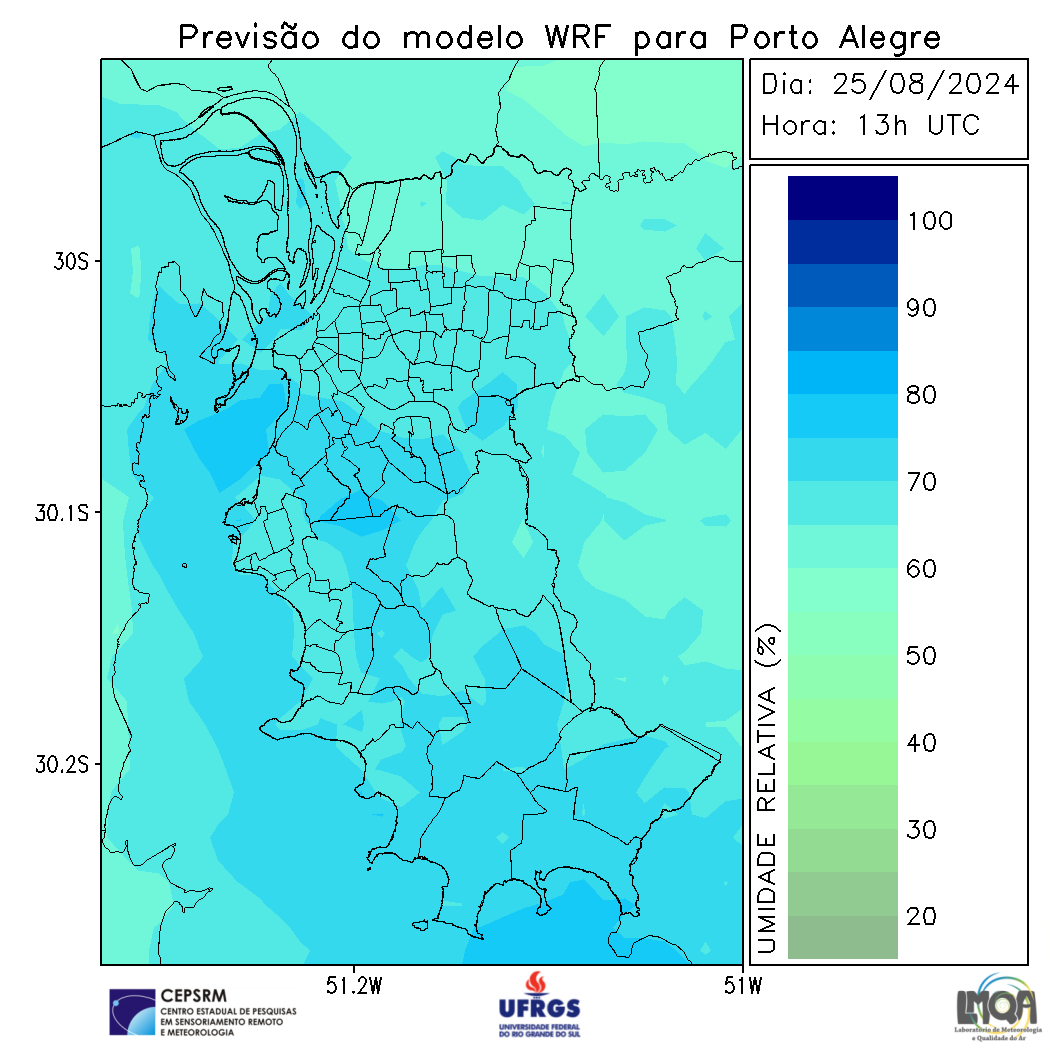 Previsão do modelo WRF para Porto Alegre
Dia: 25/08/2024
Hora: 13h UTC
30S
30.1S
30.2S
51.2W
51W
UMIDADE RELATIVA (%)
100
90
80
70
60
50
40
30
20
CEPSRM
CENTRO ESTADUAL DE PESQUISAS
EM SENSORIAMENTO REMOTO
E METEOROLOGIA
UFRGS
UNIVERSIDADE FEDERAL
DO RIO GRANDE DO SUL
LMQA
Laboratório de Meteorologia
e Qualidade do Ar